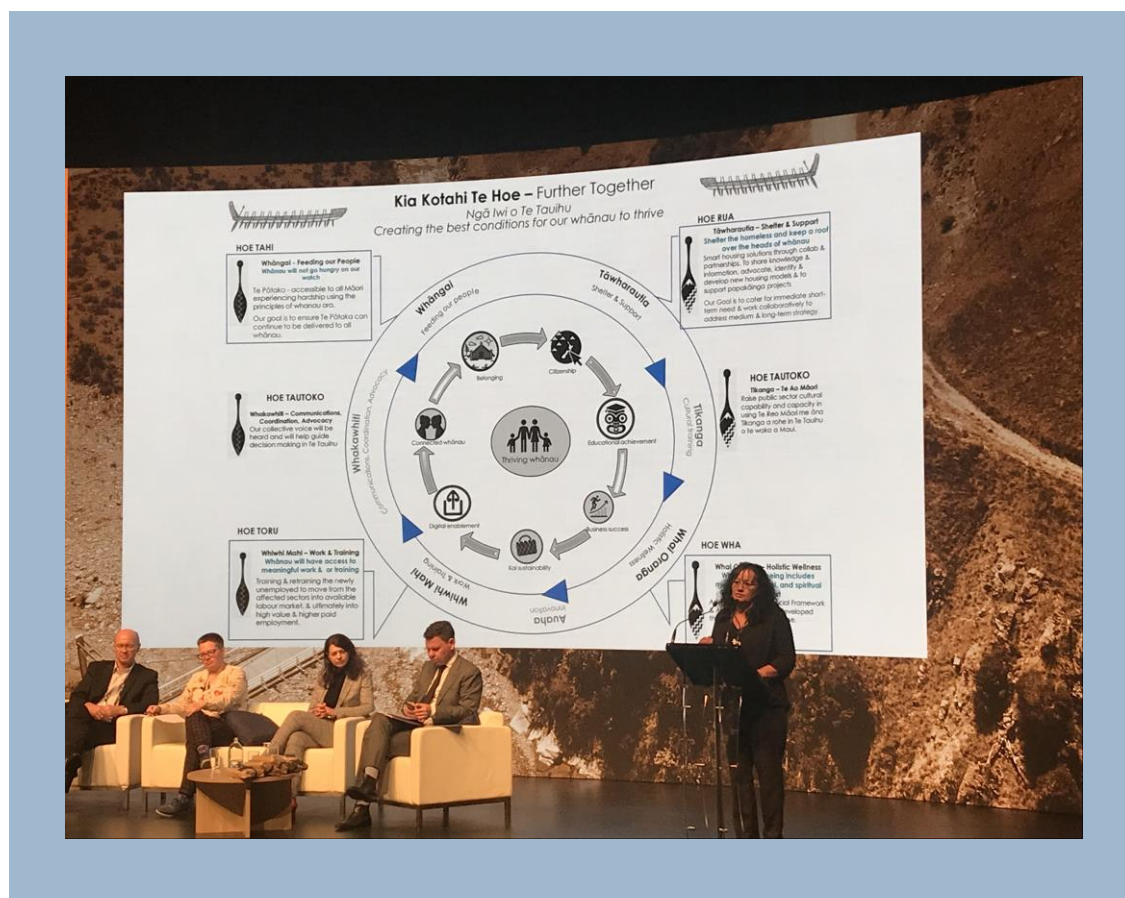 Kia Kotahi Te Hoe – Further Together
Ngā Iwi o Te Tauihu
Creating the best conditions for our whānau to thrive
HOE TAHI
Whāngai - Feeding our People
Whānau will not go hungry on our
watch
Te Pātaka - accessible to all Māori
experiencing hardship using the
principles of whanau ora.
Our goal is to ensure Te Pātaka can
continue to be delivered to all
whānau.
HOE RUA
Tāwharautia – Shelter & Support
Shelter the homeless and keep a roof
over the heads of whānau
Smart housing solutions through collab &
partnerships. To share knowledge &
information, advocate, identify &
develop new housing models & to
support papakāinga projects
Our Goal is to cater for immediate short-
term need & work collaboratively to
address medium & long-term strategy.
HOE TAUTOKO
Whakawhiti – Communications,
Coordination, Advocacy
Our collective voice will be
heard and will help guide
decision making in Te Tauihu
HOE TAUTOKO
Tikanga – Te Ao Māori
Raise public sector cultural
capability and capacity in
using Te Reo Māori me ōna
Tikanga o rohe in Te Tauihu
o te waka a Maui.
HOE TORU
Whiwhi Mahi – Work & Training
Whānau will have access to
meaningful work & or training
Training & retraining the newly
unemployed to move from the
affected sectors into available
labour market, & ultimately into
high value & higher paid
employment.
HOE WHA
Whai – Holistic Wellness
being includes
and spiritual
Framework
developed
Whāngai
Feeding our people
Tāwharautia
Shelter & Support
Tikanga
Cultural training
Whai Oranga
Holistic Wellness
Auaha
Innovation
Whiwhi Mahi
Work & Training
Whakawhiti
Communications, Coordination, Advocacy
Belonging
Citizenship
Educational achievement
Business success
Kai sustainability
Digital enablement
Connected whānau
Thriving whānau